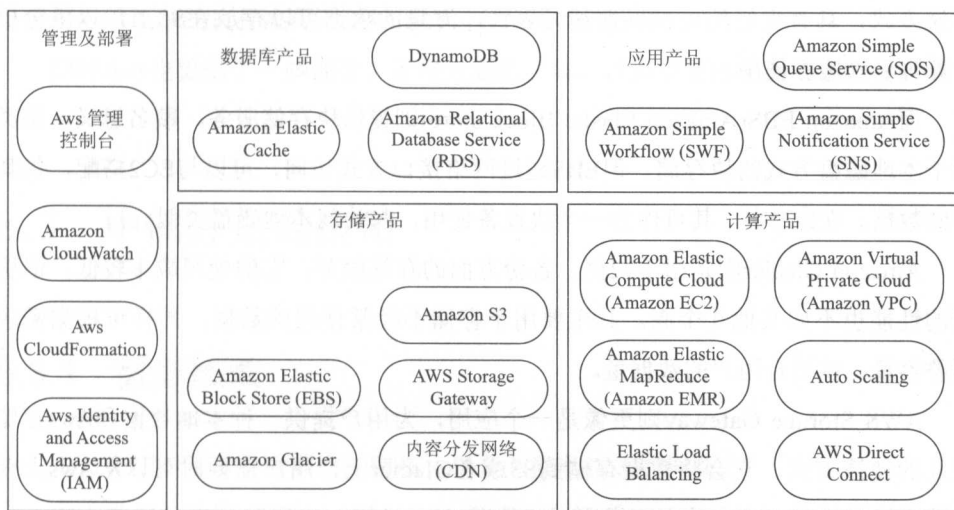 管理及部署
Aws 管理
控制台
Amazon
CloudWatch
Aws
CloudFormation
Aws Identity
and Access
Management
(IAM)
数据库产品
DynamoDB
Amazon Elastic
Cache
Amazon Relational
Database Service
(RDS)
应用产品
Amazon Simple
Queue Service (SQS)
Amazon Simple
Workflow (SWF)
Amazon Simple
Notification Service
(SNS)
存储产品
Amazon S3
Amazon Elastic
Block Store (EBS)
AWS Storage
Gateway
Amazon Glacier
内容分发网络
(CDN)
计算产品
Amazon Elastic
Compute Cloud
(Amazon EC2)
Amazon Virtual
Private Cloud
(Amazon VPC)
Amazon Elastic
MapReduce
(Amazon EMR)
Auto Scaling
Elastic Load
Balancing
AWS Direct
Connect